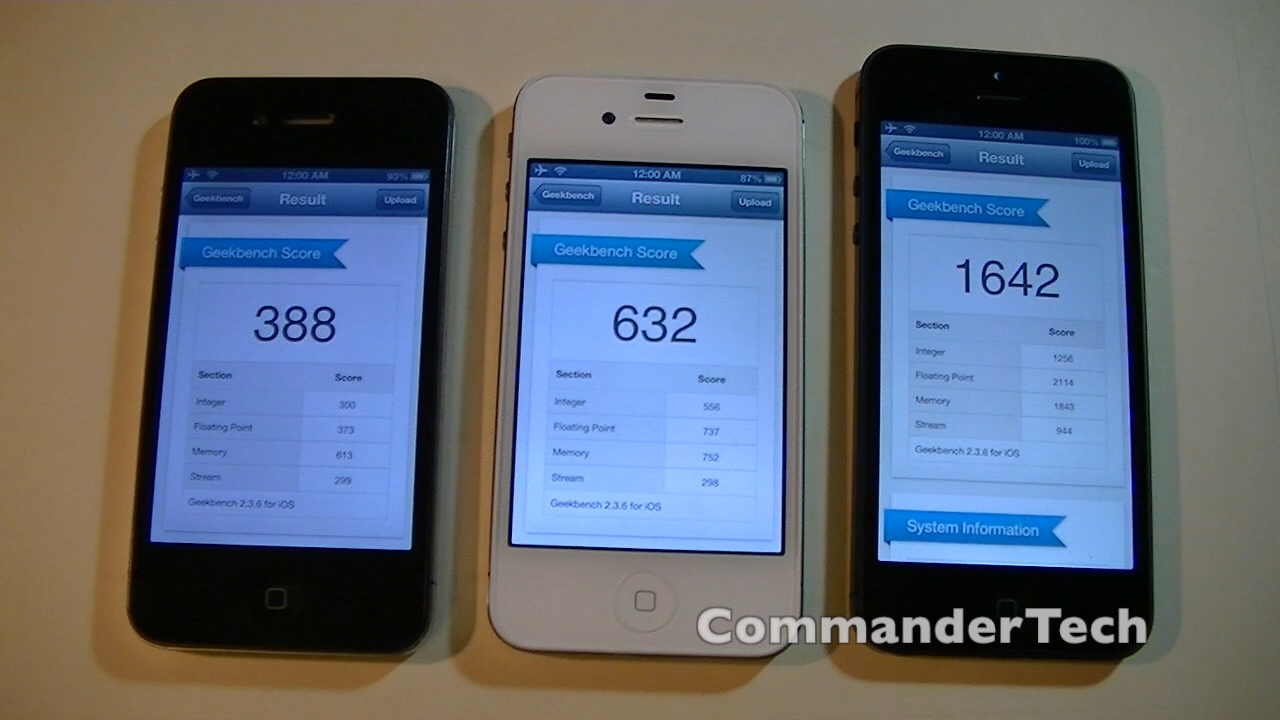 12:00 AM 93%
Geekbench Result Upload
Geekbench Score
388
Section Score
Integer 300
Floating Point 373
Memory 613
Stream 299
Geekbench 2.3.6 for iOS
12:00 AM 87%
Geekbench Result Upload
Geekbench Score
632
Section Score
Integer 556
Floating Point 737
Memory 752
Stream 298
Geekbench 2.3.6 for iOS
12:00 AM 100%
Geekbench Result Upload
Geekbench Score
1642
Section Score
Integer 1256
Floating Point 2114
Memory 1843
Stream 944
Geekbench 2.3.6 for iOS
System Information
CommanderTech